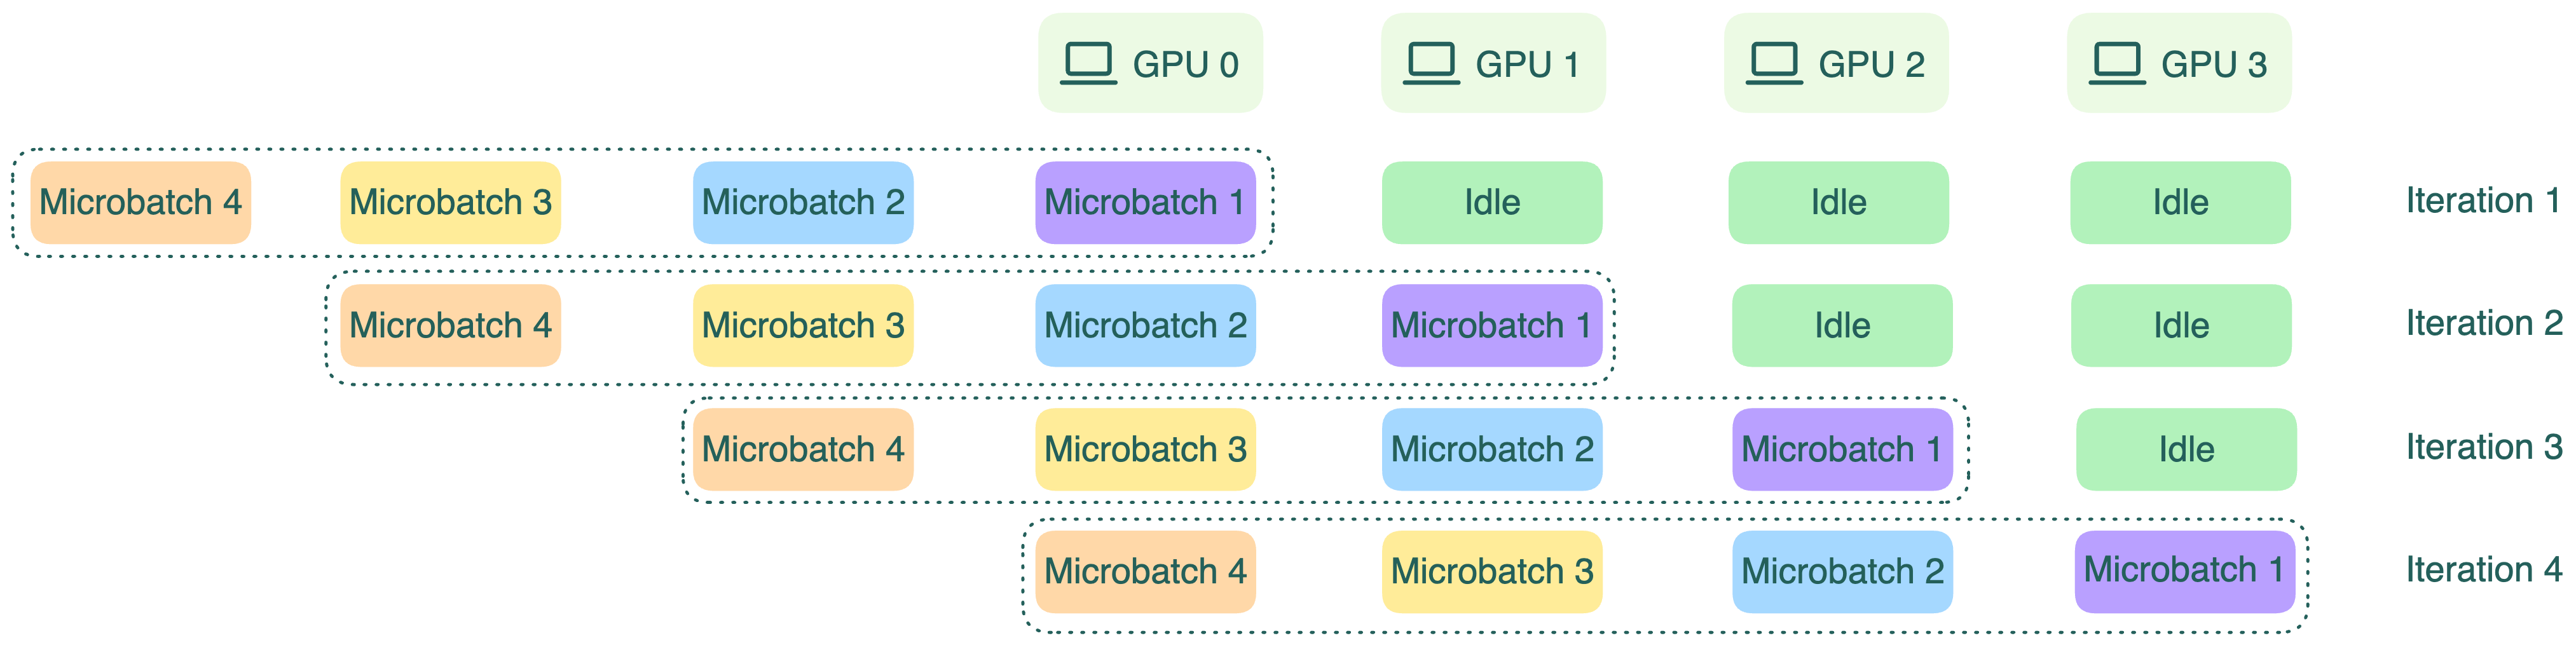 GPU 0 GPU 1 GPU 2 GPU 3
Microbatch 4 Microbatch 3 Microbatch 2 Microbatch 1 Idle Idle Idle Iteration 1
Microbatch 4 Microbatch 3 Microbatch 2 Microbatch 1 Idle Idle Iteration 2
Microbatch 4 Microbatch 3 Microbatch 2 Microbatch 1 Idle Iteration 3
Microbatch 4 Microbatch 3 Microbatch 2 Microbatch 1 Iteration 4